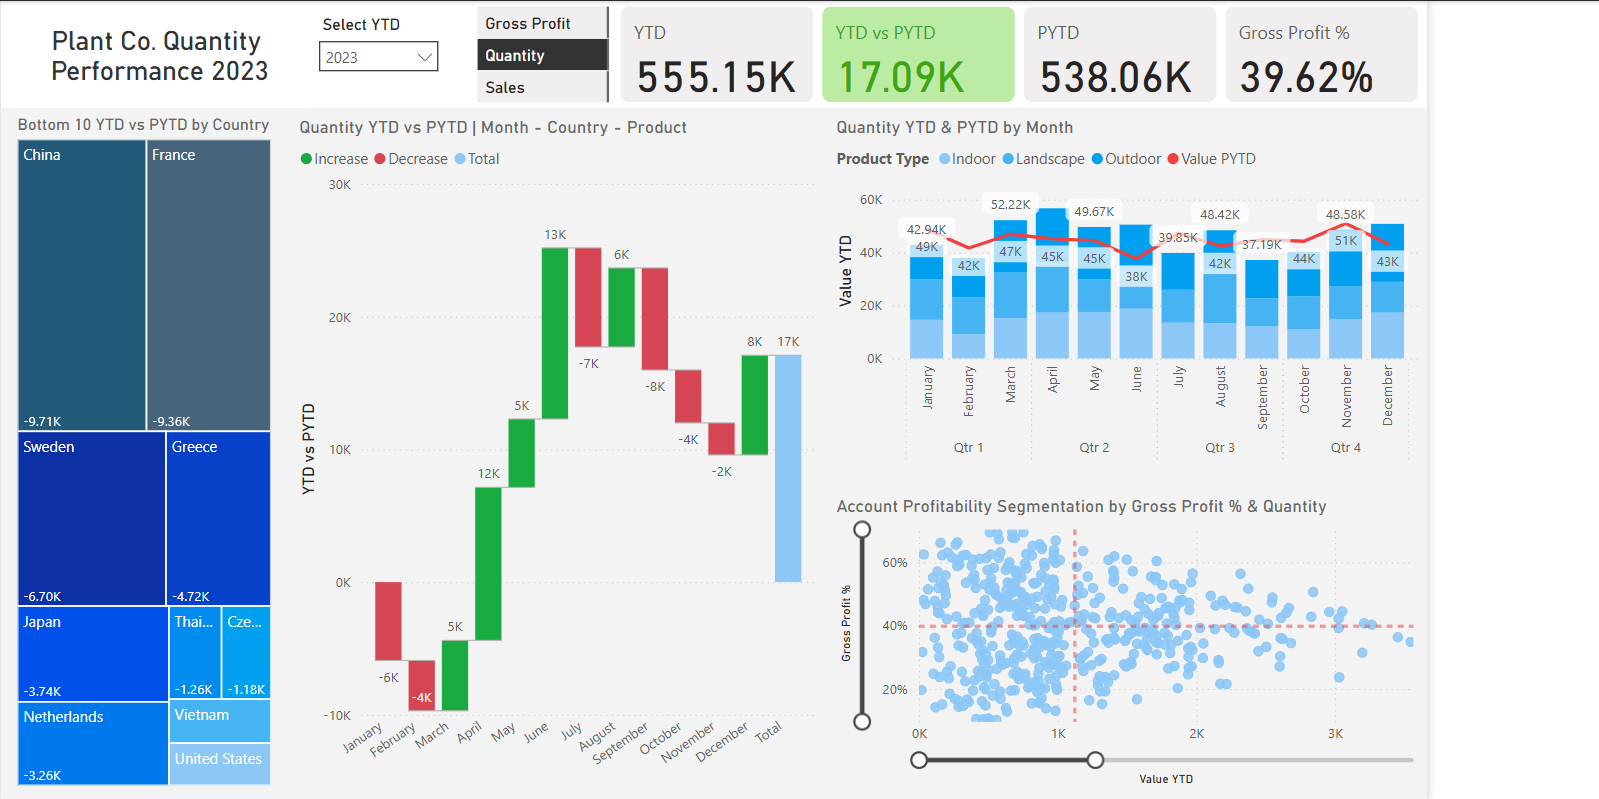 Plant Co. Quantity
Performance 2023
Select YTD
2023
Gross Profit
Quantity
Sales
YTD
555.15K
YTD vs PYTD
17.09K
PYTD
538.06K
Gross Profit %
39.62%
Bottom 10 YTD vs PYTD by Country
China
-9.71K
France
-9.36K
Sweden
-6.70K
Greece
-4.72K
Japan
-3.74K
Thai...
-1.26K
Cze...
-1.18K
Netherlands
-3.26K
Vietnam
United States
Quantity YTD vs PYTD | Month - Country - Product
Increase Decrease Total
YTD vs PYTD
30K
20K
10K
0K
-10K
-6K
-4K
5K
12K
5K
13K
-7K
6K
-8K
-4K
-2K
8K
17K
January
February
March
April
May
June
July
August
September
October
November
December
Total
Quantity YTD & PYTD by Month
Product Type Indoor Landscape Outdoor Value PYTD
Value YTD
60K
40K
20K
0K
42.94K
52.22K
49.67K
39.85K
48.42K
37.19K
48.58K
49K
42K
47K
45K
45K
38K
42K
44K
51K
43K
January
February
March
April
May
June
July
August
September
October
November
December
Qtr 1
Qtr 2
Qtr 3
Qtr 4
Account Profitability Segmentation by Gross Profit % & Quantity
Gross Profit %
60%
40%
20%
0K
1K
2K
3K
Value YTD